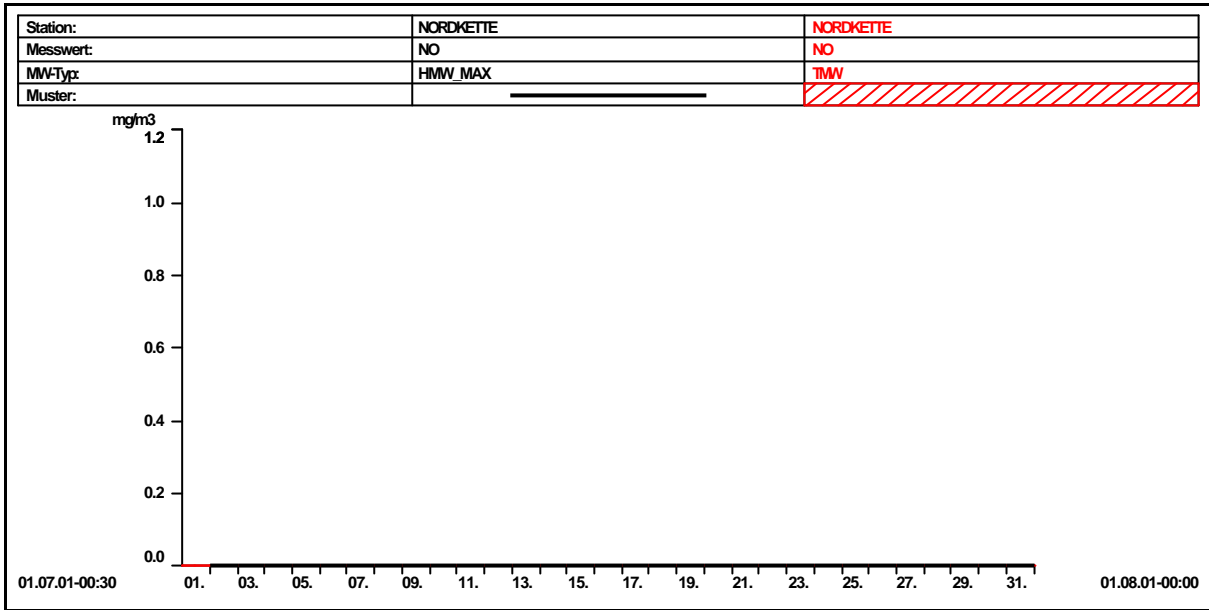 Station: NORDKETTE NORDKETTE
Messwert: NO NO
MW-Typ: HMW_MAX TMW
Muster:
mg/m3
1.2
1.0
0.8
0.6
0.4
0.2
0.0
01.07.01-00:30 01. 03. 05. 07. 09. 11. 13. 15. 17. 19. 21. 23. 25. 27. 29. 31. 01.08.01-00:00